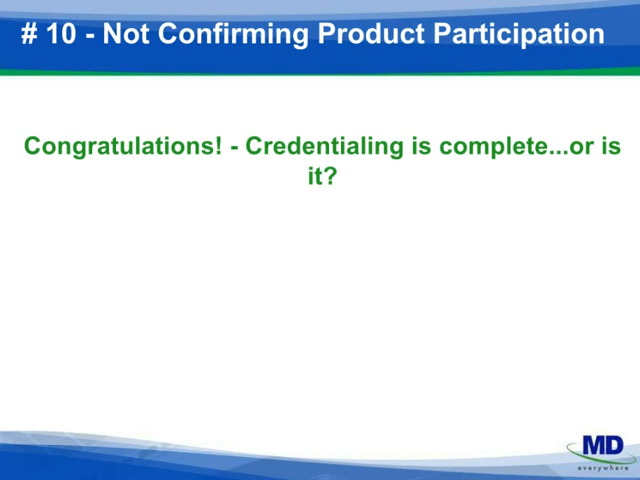 # 10 - Not Confirming Product Participation
Congratulations! - Credentialing is complete...or is
it?
MD
everywhere